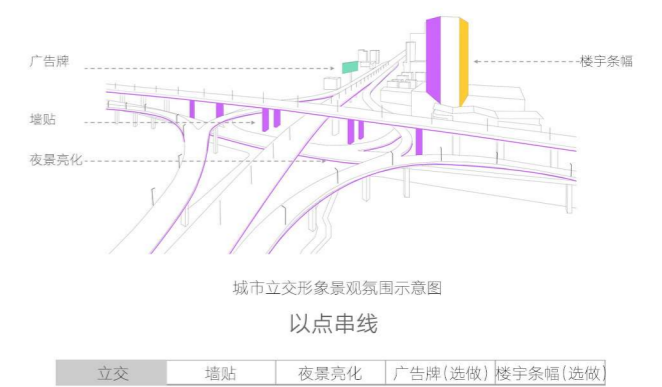 广告牌
楼宇条幅
墙贴
夜景亮化
城市立交形象景观氛围示意图
以点串线
立交 墙贴 夜景亮化 广告牌(选做) 楼宇条幅(选做)